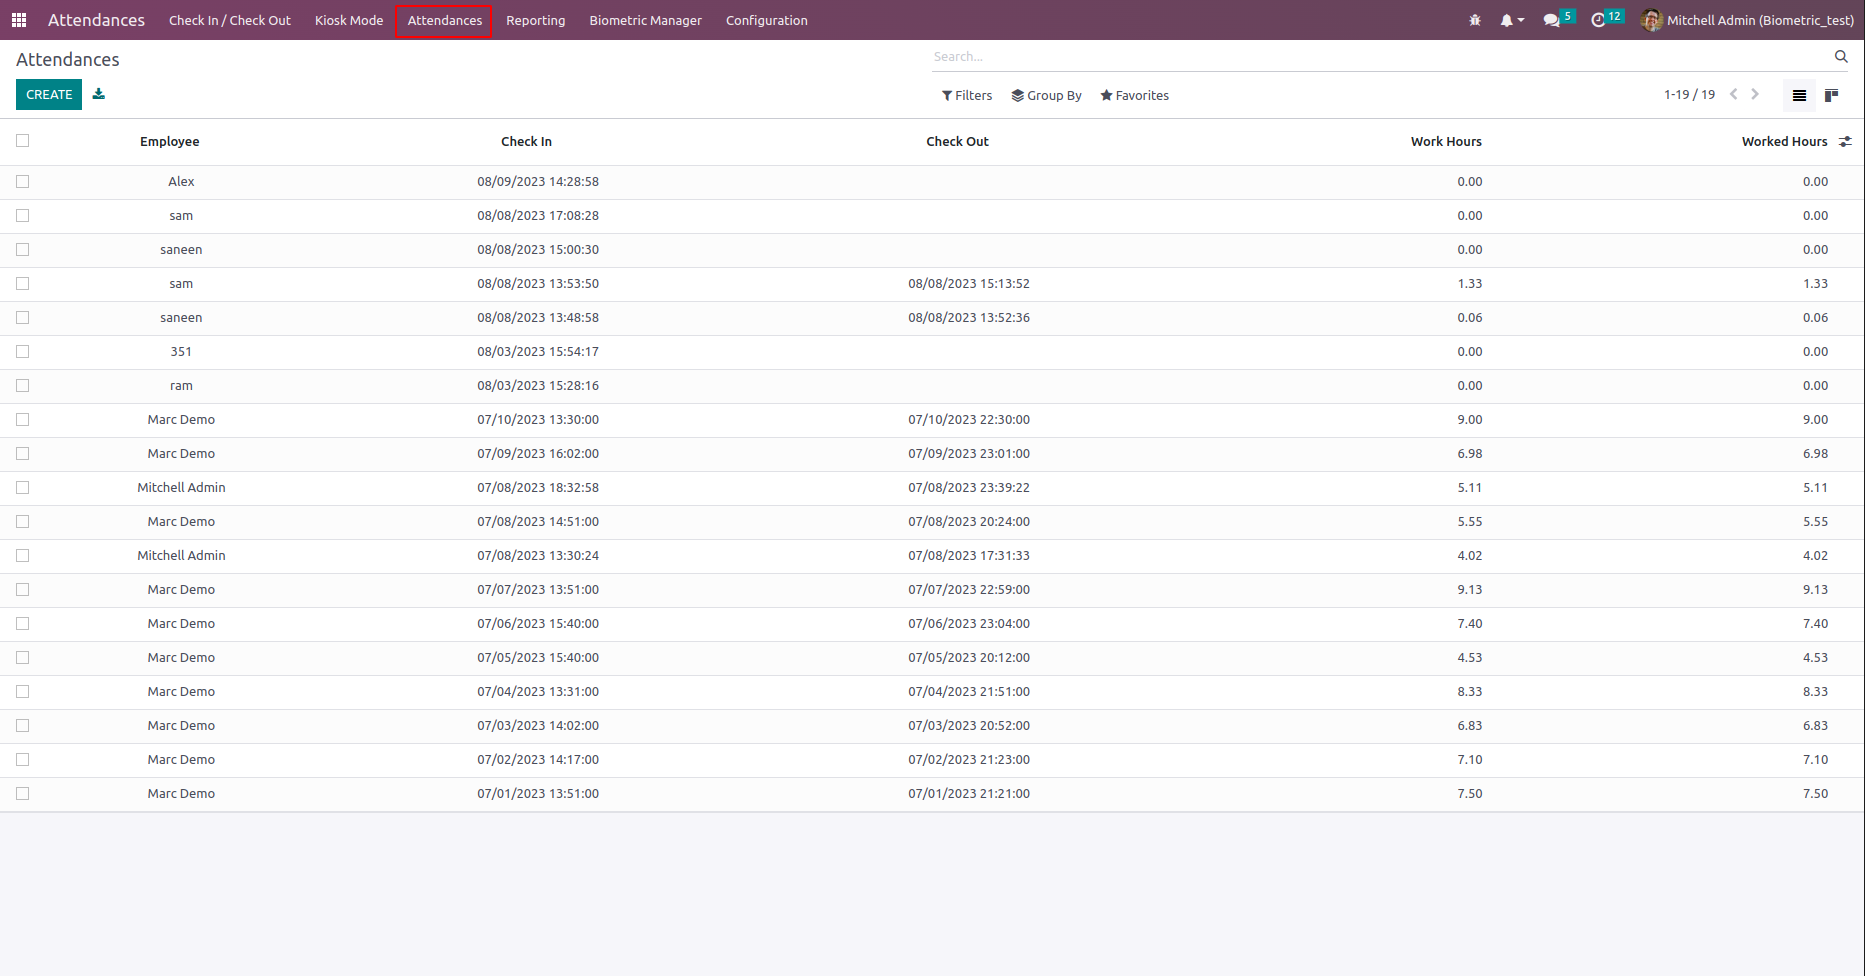 Attendances Check In / Check Out Kiosk Mode Attendances Reporting Biometric Manager Configuration 5 12 Mitchell Admin (Biometric_test)
Attendances Search...
CREATE Filters Group By Favorites 1-19 / 19
Employee Check In Check Out Work Hours Worked Hours
Alex 08/09/2023 14:28:58 0.00 0.00
sam 08/08/2023 17:08:28 0.00 0.00
saneen 08/08/2023 15:00:30 0.00 0.00
sam 08/08/2023 13:53:50 08/08/2023 15:13:52 1.33 1.33
saneen 08/08/2023 13:48:58 08/08/2023 13:52:36 0.06 0.06
351 08/03/2023 15:54:17 0.00 0.00
ram 08/03/2023 15:28:16 0.00 0.00
Marc Demo 07/10/2023 13:30:00 07/10/2023 22:30:00 9.00 9.00
Marc Demo 07/09/2023 16:02:00 07/09/2023 23:01:00 6.98 6.98
Mitchell Admin 07/08/2023 18:32:58 07/08/2023 23:39:22 5.11 5.11
Marc Demo 07/08/2023 14:51:00 07/08/2023 20:24:00 5.55 5.55
Mitchell Admin 07/08/2023 13:30:24 07/08/2023 17:31:33 4.02 4.02
Marc Demo 07/07/2023 13:51:00 07/07/2023 22:59:00 9.13 9.13
Marc Demo 07/06/2023 15:40:00 07/06/2023 23:04:00 7.40 7.40
Marc Demo 07/05/2023 15:40:00 07/05/2023 20:12:00 4.53 4.53
Marc Demo 07/04/2023 13:31:00 07/04/2023 21:51:00 8.33 8.33
Marc Demo 07/03/2023 14:02:00 07/03/2023 20:52:00 6.83 6.83
Marc Demo 07/02/2023 14:17:00 07/02/2023 21:23:00 7.10 7.10
Marc Demo 07/01/2023 13:51:00 07/01/2023 21:21:00 7.50 7.50